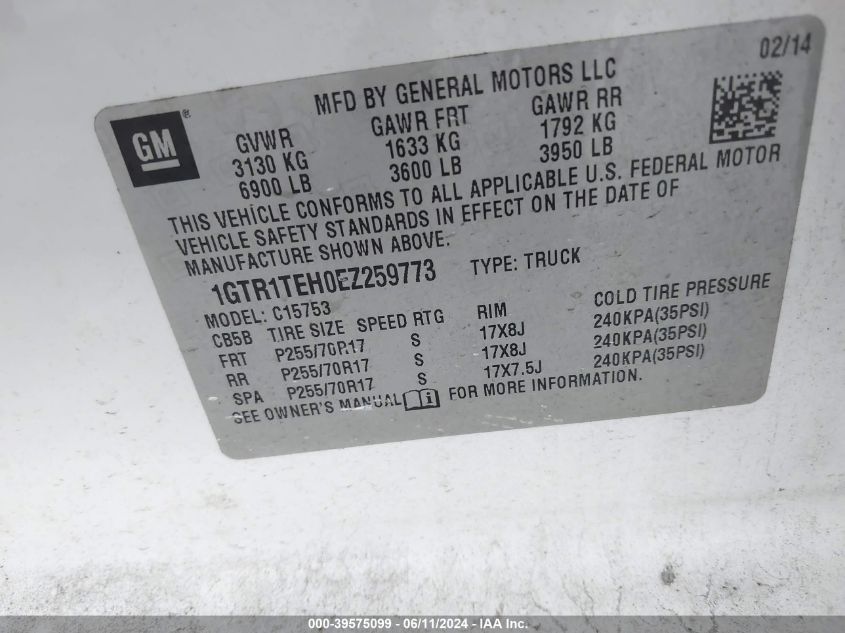 02/14
MFD BY GENERAL MOTORS LLC
GM®
GVWR GAWR FRT GAWR RR
3130 KG 1633 KG 1792 KG
6900 LB 3600 LB 3950 LB
THIS VEHICLE CONFORMS TO ALL APPLICABLE U.S. FEDERAL MOTOR
VEHICLE SAFETY STANDARDS IN EFFECT ON THE DATE OF
MANUFACTURE SHOWN ABOVE.
1GTR1TEH0EZ259773 TYPE: TRUCK
MODEL: C15753
CB5B TIRE SIZE SPEED RTG RIM COLD TIRE PRESSURE
FRT P255/70R17 S 17X8J 240KPA(35PSI)
RR P255/70R17 S 17X8J 240KPA(35PSI)
SPA P255/70R17 S 17X7.5J 240KPA(35PSI)
SEE OWNER'S MANUAL FOR MORE INFORMATION.
000-39575099 - 06/11/2024 - IAA Inc.